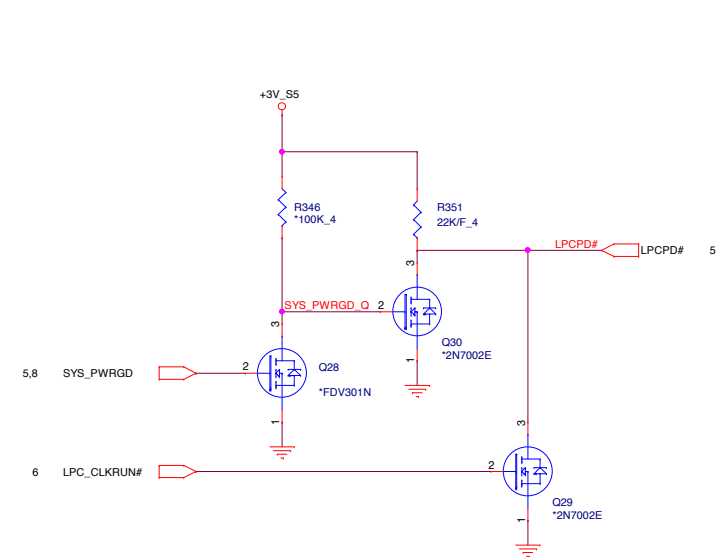 +3V_S5
R346
*100K_4
R351
22K/F_4
LPCPD#
LPCPD#
5
3
SYS_PWRGD_Q
2
3
Q30
*2N7002E
1
5,8
SYS_PWRGD
2
Q28
*FDV301N
1
3
6
LPC_CLKRUN#
2
Q29
*2N7002E
1